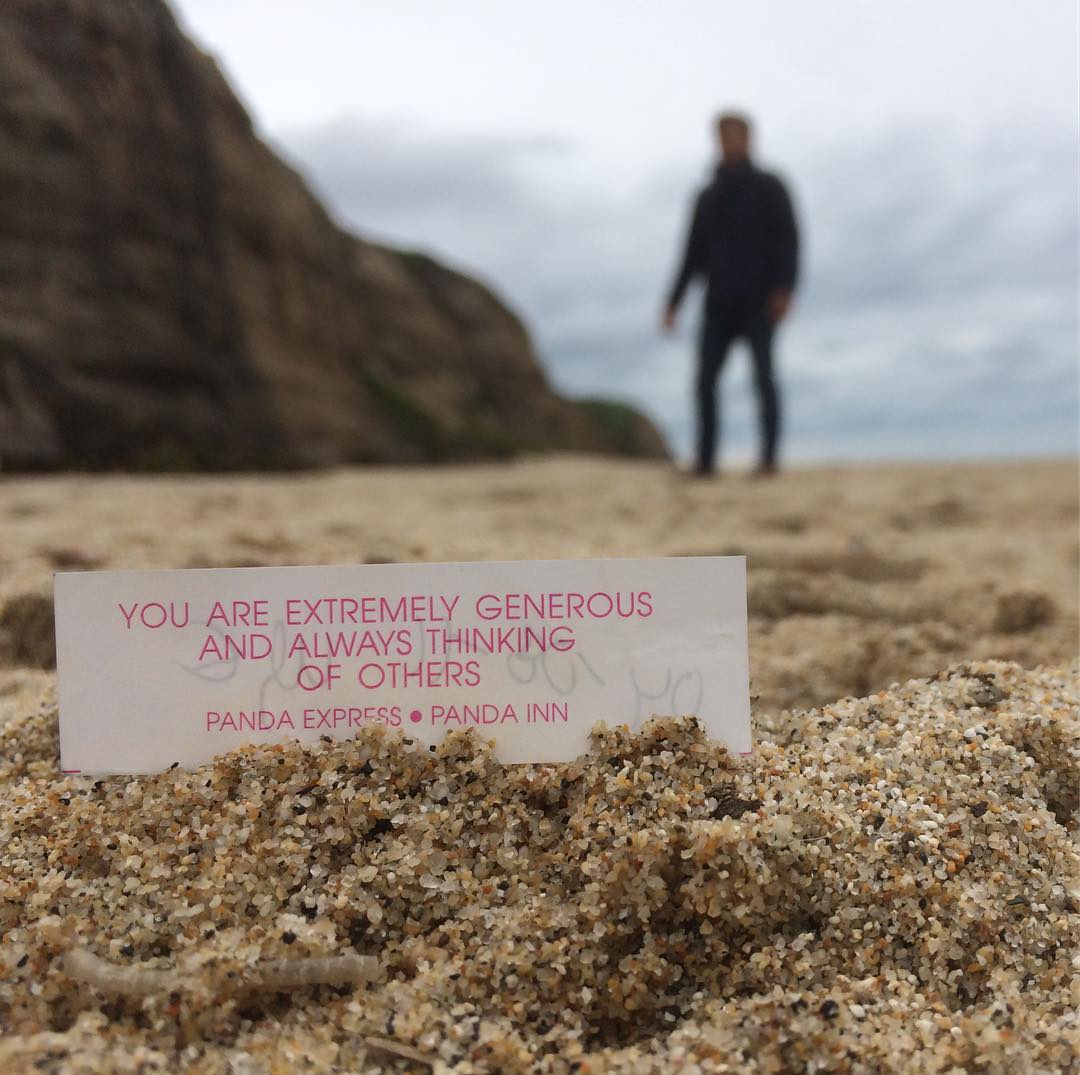 YOU ARE EXTREMELY GENEROUS
AND ALWAYS THINKING
OF OTHERS
PANDA EXPRESS • PANDA INN